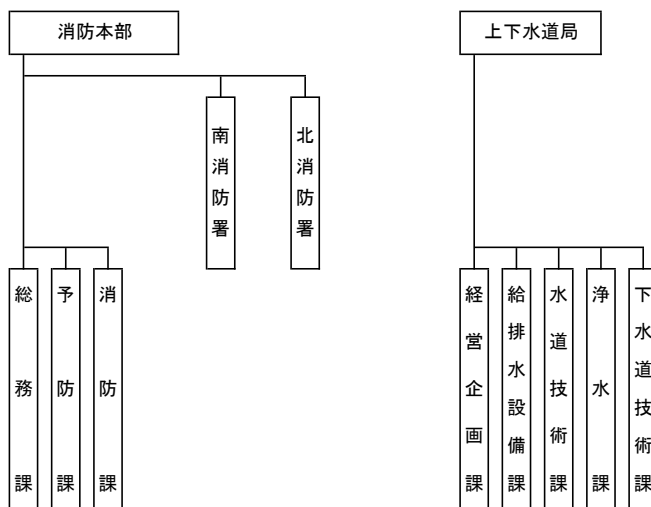 消防本部
上下水道局
南消防署
北消防署
総務課
予防課
消防課
経営企画課
給排水設備課
水道技術課
浄水課
下水道技術課